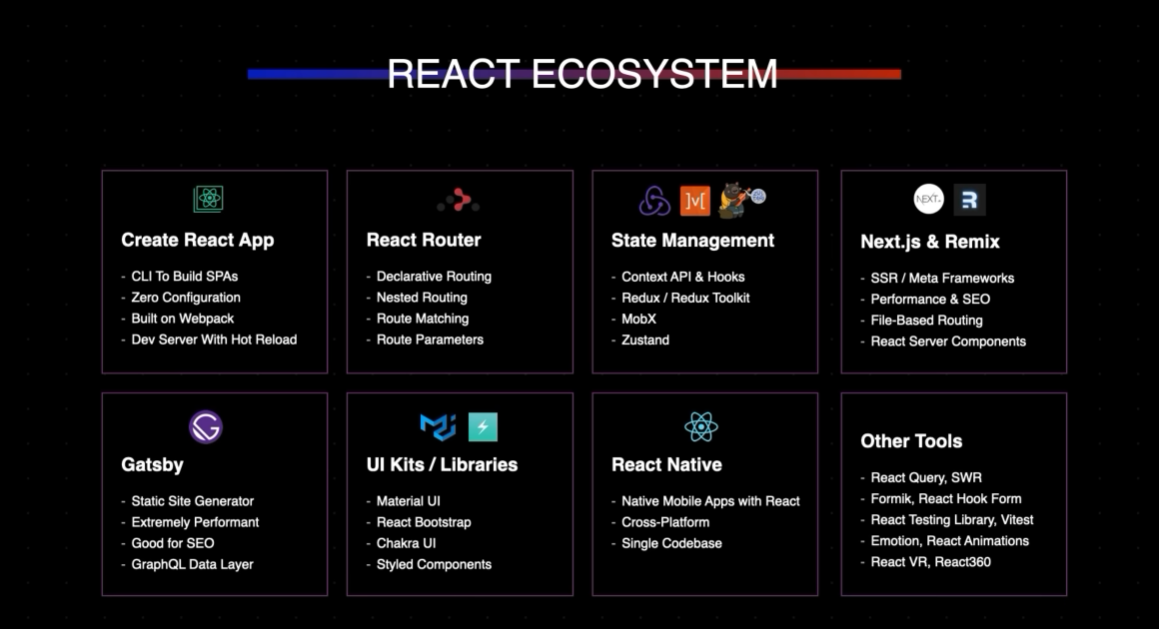 REACT ECOSYSTEM
Create React App
- CLI To Build SPAs
- Zero Configuration
- Built on Webpack
- Dev Server With Hot Reload
React Router
- Declarative Routing
- Nested Routing
- Route Matching
- Route Parameters
]v[
State Management
- Context API & Hooks
- Redux / Redux Toolkit
- MobX
- Zustand
NEXT.
R
Next.js & Remix
- SSR / Meta Frameworks
- Performance & SEO
- File-Based Routing
- React Server Components
Gatsby
- Static Site Generator
- Extremely Performant
- Good for SEO
- GraphQL Data Layer
UI Kits / Libraries
- Material UI
- React Bootstrap
- Chakra UI
- Styled Components
React Native
- Native Mobile Apps with React
- Cross-Platform
- Single Codebase
Other Tools
- React Query, SWR
- Formik, React Hook Form
- React Testing Library, Vitest
- Emotion, React Animations
- React VR, React360